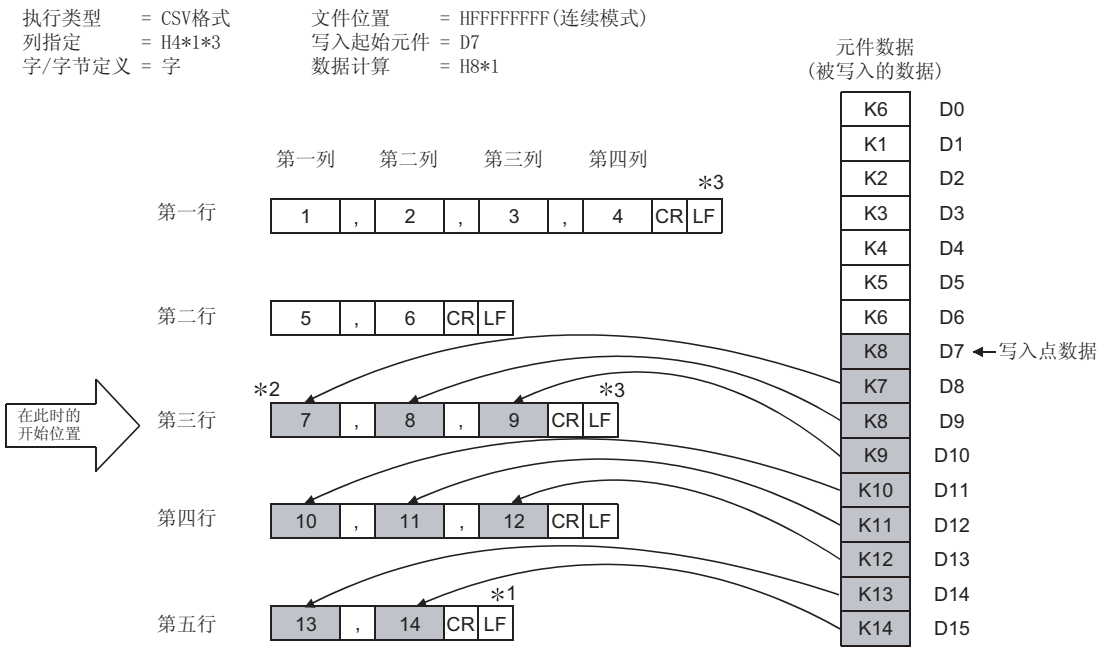 执行类型 = CSV格式 文件位置 = HFFFFFFFF(连续模式)
列指定 = H4*1*3 写入起始元件 = D7
字/字节定义 = 字 数据计算 = H8*1
元件数据
(被写入的数据)
K6 D0
K1 D1
K2 D2
K3 D3
K4 D4
K5 D5
K6 D6
K8 D7 写入点数据
K7 D8
K8 D9
K9 D10
K10 D11
K11 D12
K12 D13
K13 D14
K14 D15
第一列 第二列 第三列 第四列
*3
第一行 1 , 2 , 3 , 4 CR LF
第二行 5 , 6 CR LF
*2 *3
在此时的
开始位置
第三行 7 , 8 , 9 CR LF
第四行 10 , 11 , 12 CR LF
*1
第五行 13 , 14 CR LF